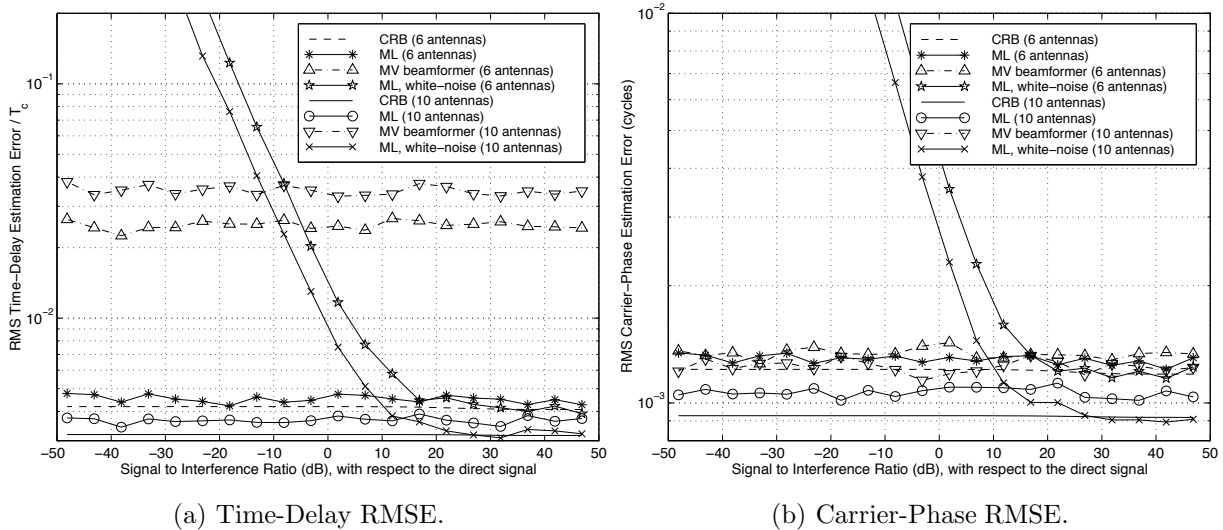 10⁻¹
10⁻²
RMS Time−Delay Estimation Error / T_c
CRB (6 antennas)
ML (6 antennas)
MV beamformer (6 antennas)
ML, white−noise (6 antennas)
CRB (10 antennas)
ML (10 antennas)
MV beamformer (10 antennas)
ML, white−noise (10 antennas)
−50 −40 −30 −20 −10 0 10 20 30 40 50
Signal to Interference Ratio (dB), with respect to the direct signal
(a) Time-Delay RMSE.
10⁻²
10⁻³
RMS Carrier−Phase Estimation Error (cycles)
CRB (6 antennas)
ML (6 antennas)
MV beamformer (6 antennas)
ML, white−noise (6 antennas)
CRB (10 antennas)
ML (10 antennas)
MV beamformer (10 antennas)
ML, white−noise (10 antennas)
−50 −40 −30 −20 −10 0 10 20 30 40 50
Signal to Interference Ratio (dB), with respect to the direct signal
(b) Carrier-Phase RMSE.